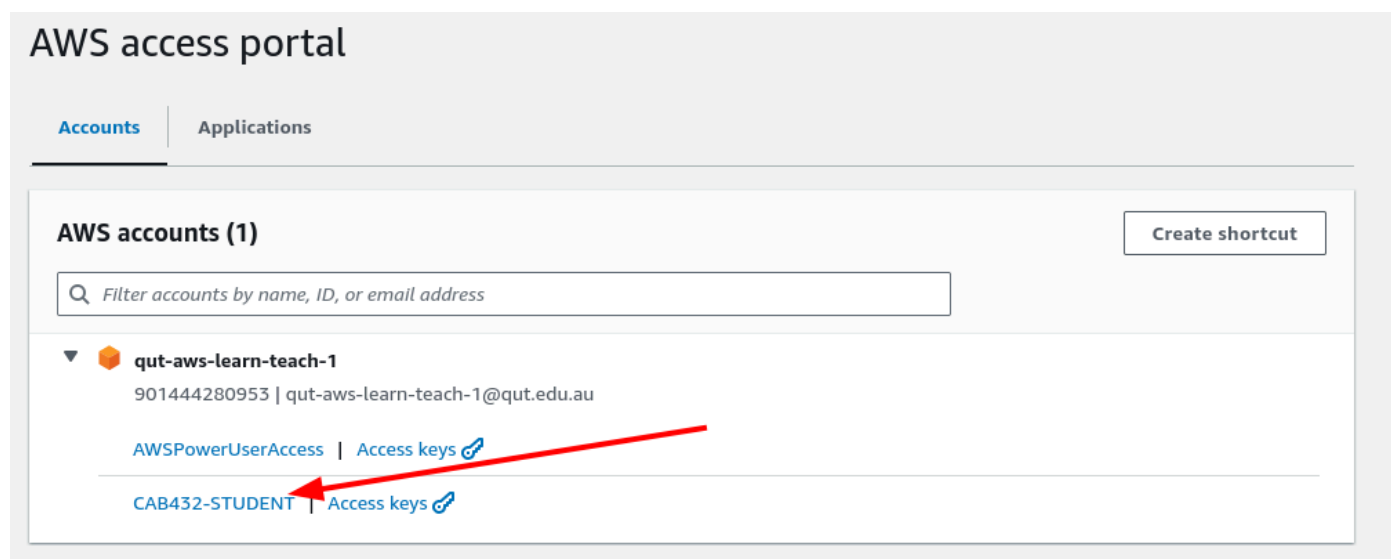 AWS access portal
Accounts
Applications
AWS accounts (1)
Create shortcut
Filter accounts by name, ID, or email address
qut-aws-learn-teach-1
901444280953 | qut-aws-learn-teach-1@qut.edu.au
AWSPowerUserAccess | Access keys
CAB432-STUDENT | Access keys